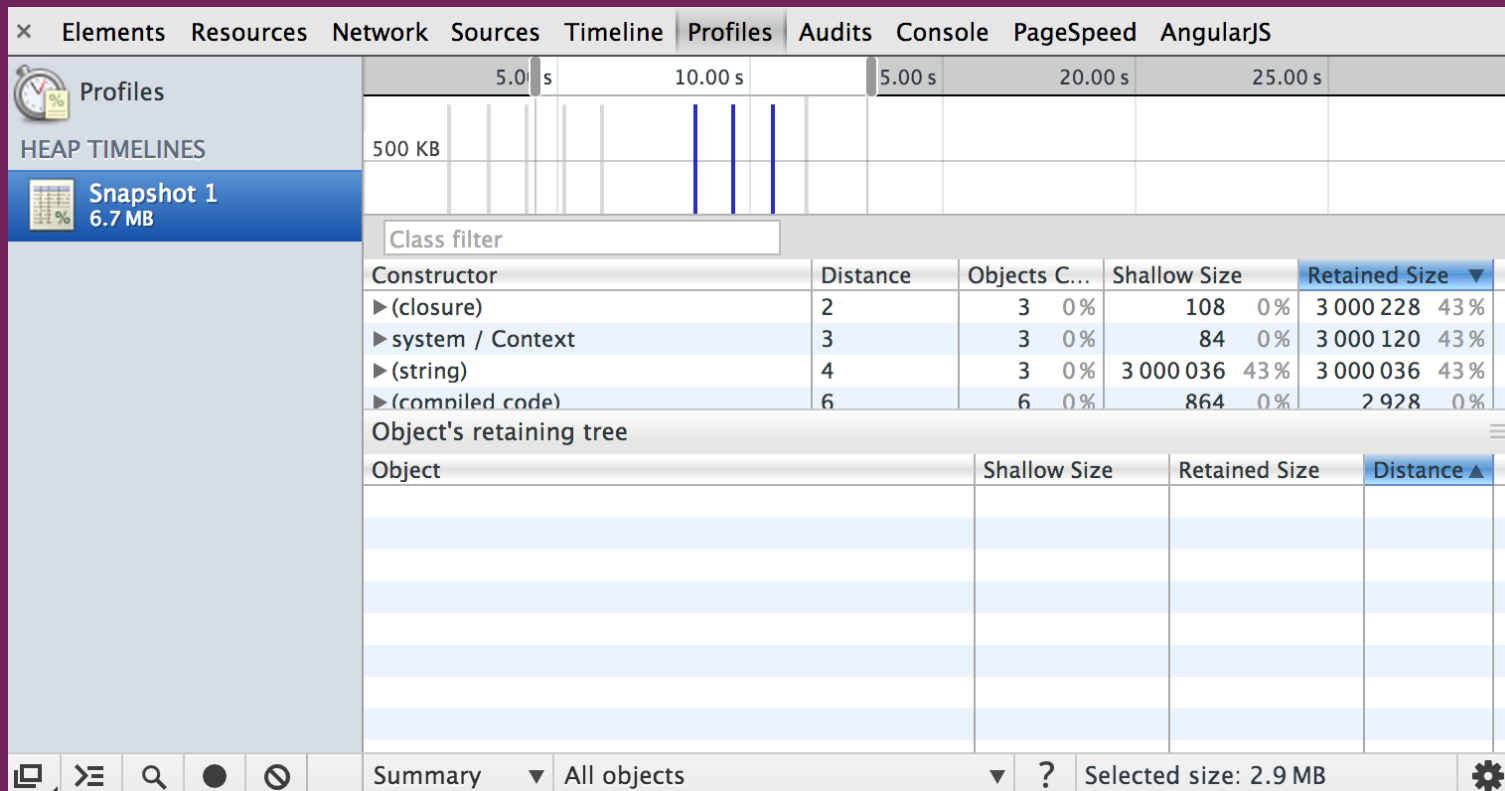 × Elements Resources Network Sources Timeline Profiles Audits Console PageSpeed AngularJS
Profiles
HEAP TIMELINES
Snapshot 1
6.7 MB
5.0 s 10.00 s 5.00 s 20.00 s 25.00 s
500 KB
Class filter
Constructor Distance Objects C... Shallow Size Retained Size ▼
▶(closure) 2 3 0% 108 0% 3 000 228 43%
▶system / Context 3 3 0% 84 0% 3 000 120 43%
▶(string) 4 3 0% 3 000 036 43% 3 000 036 43%
▶(compiled code) 6 6 0% 864 0% 2 928 0%
Object's retaining tree
Object Shallow Size Retained Size Distance ▲
Summary ▼ All objects ▼ ? Selected size: 2.9 MB